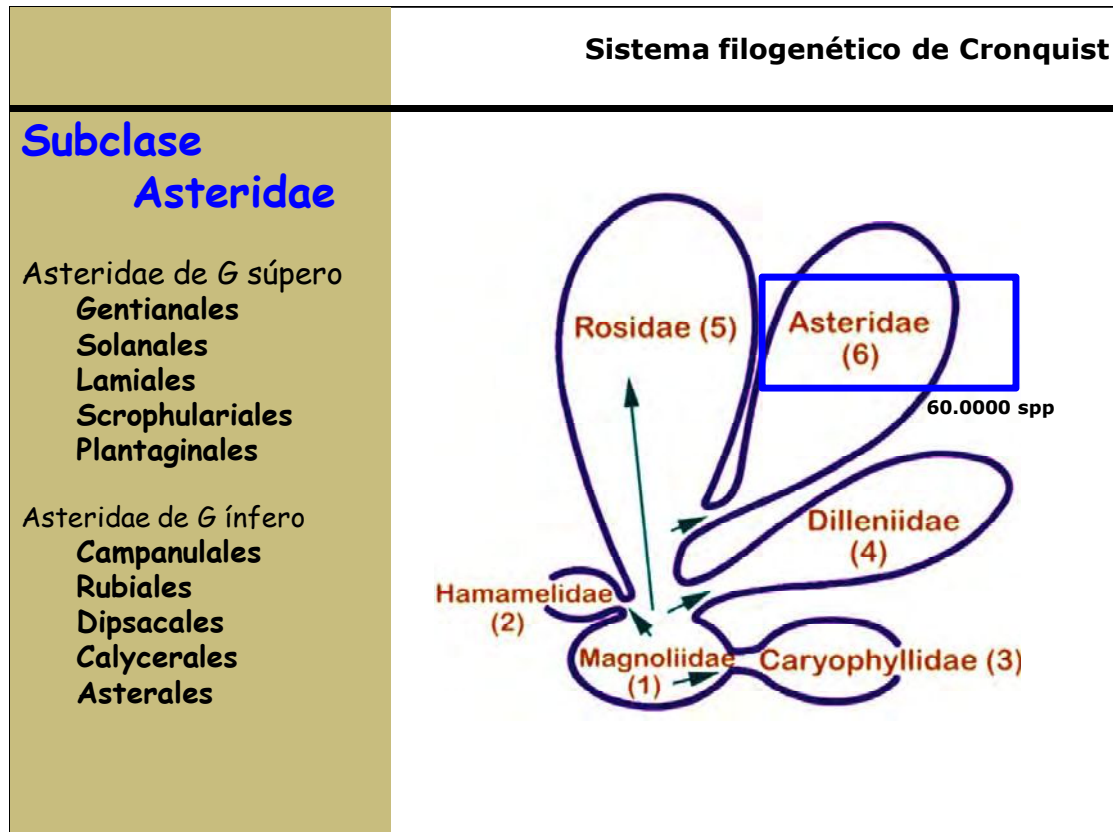 Sistema filogenético de Cronquist
Subclase
Asteridae
Asteridae de G súpero
Gentianales
Solanales
Lamiales
Scrophulariales
Plantaginales
Asteridae de G ínfero
Campanulales
Rubiales
Dipsacales
Calycerales
Asterales
Rosidae (5)
Asteridae
(6)
60.0000 spp
Dilleniidae
(4)
Hamamelidae
(2)
Magnoliidae
(1)
Caryophyllidae (3)